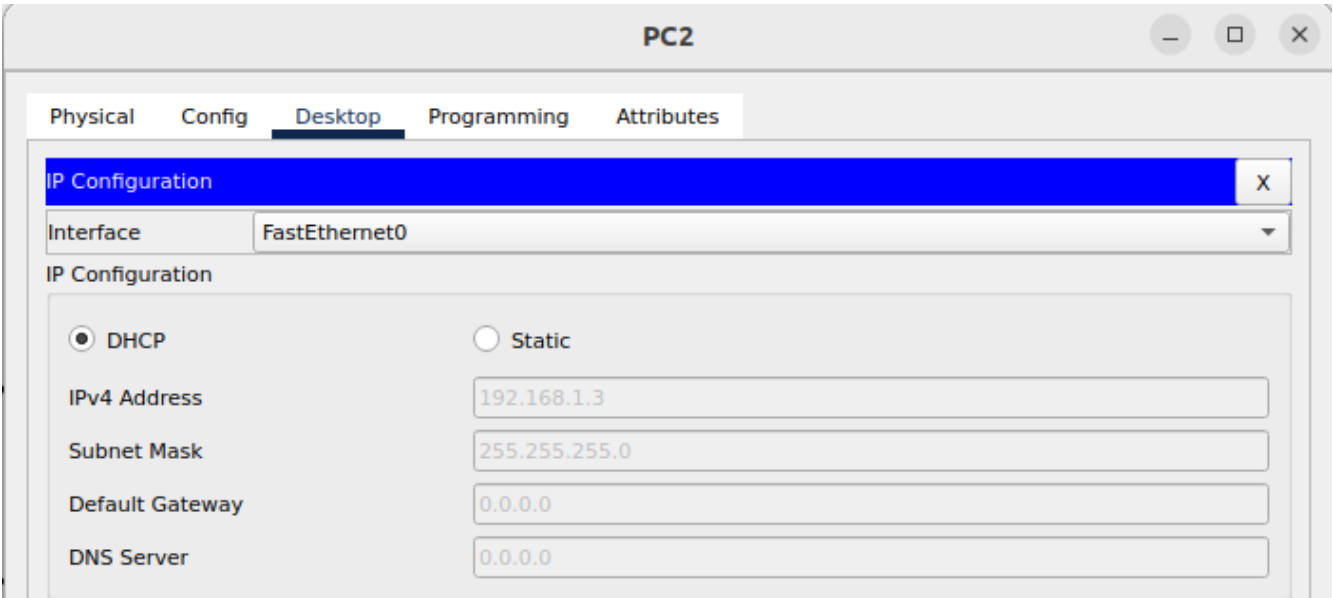 PC2
Physical Config Desktop Programming Attributes
IP Configuration X
Interface FastEthernet0
IP Configuration
DHCP Static
IPv4 Address 192.168.1.3
Subnet Mask 255.255.255.0
Default Gateway 0.0.0.0
DNS Server 0.0.0.0